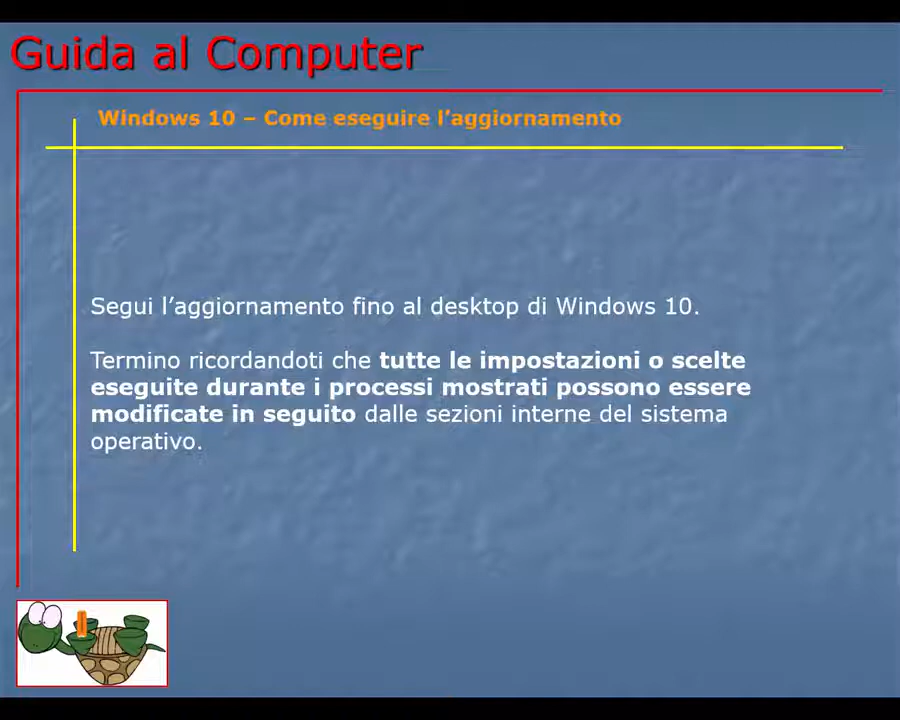 Guida al Computer
Windows 10 – Come eseguire l’aggiornamento
Segui l’aggiornamento fino al desktop di Windows 10.
Termino ricordandoti che tutte le impostazioni o scelte
eseguite durante i processi mostrati possono essere
modificate in seguito dalle sezioni interne del sistema
operativo.